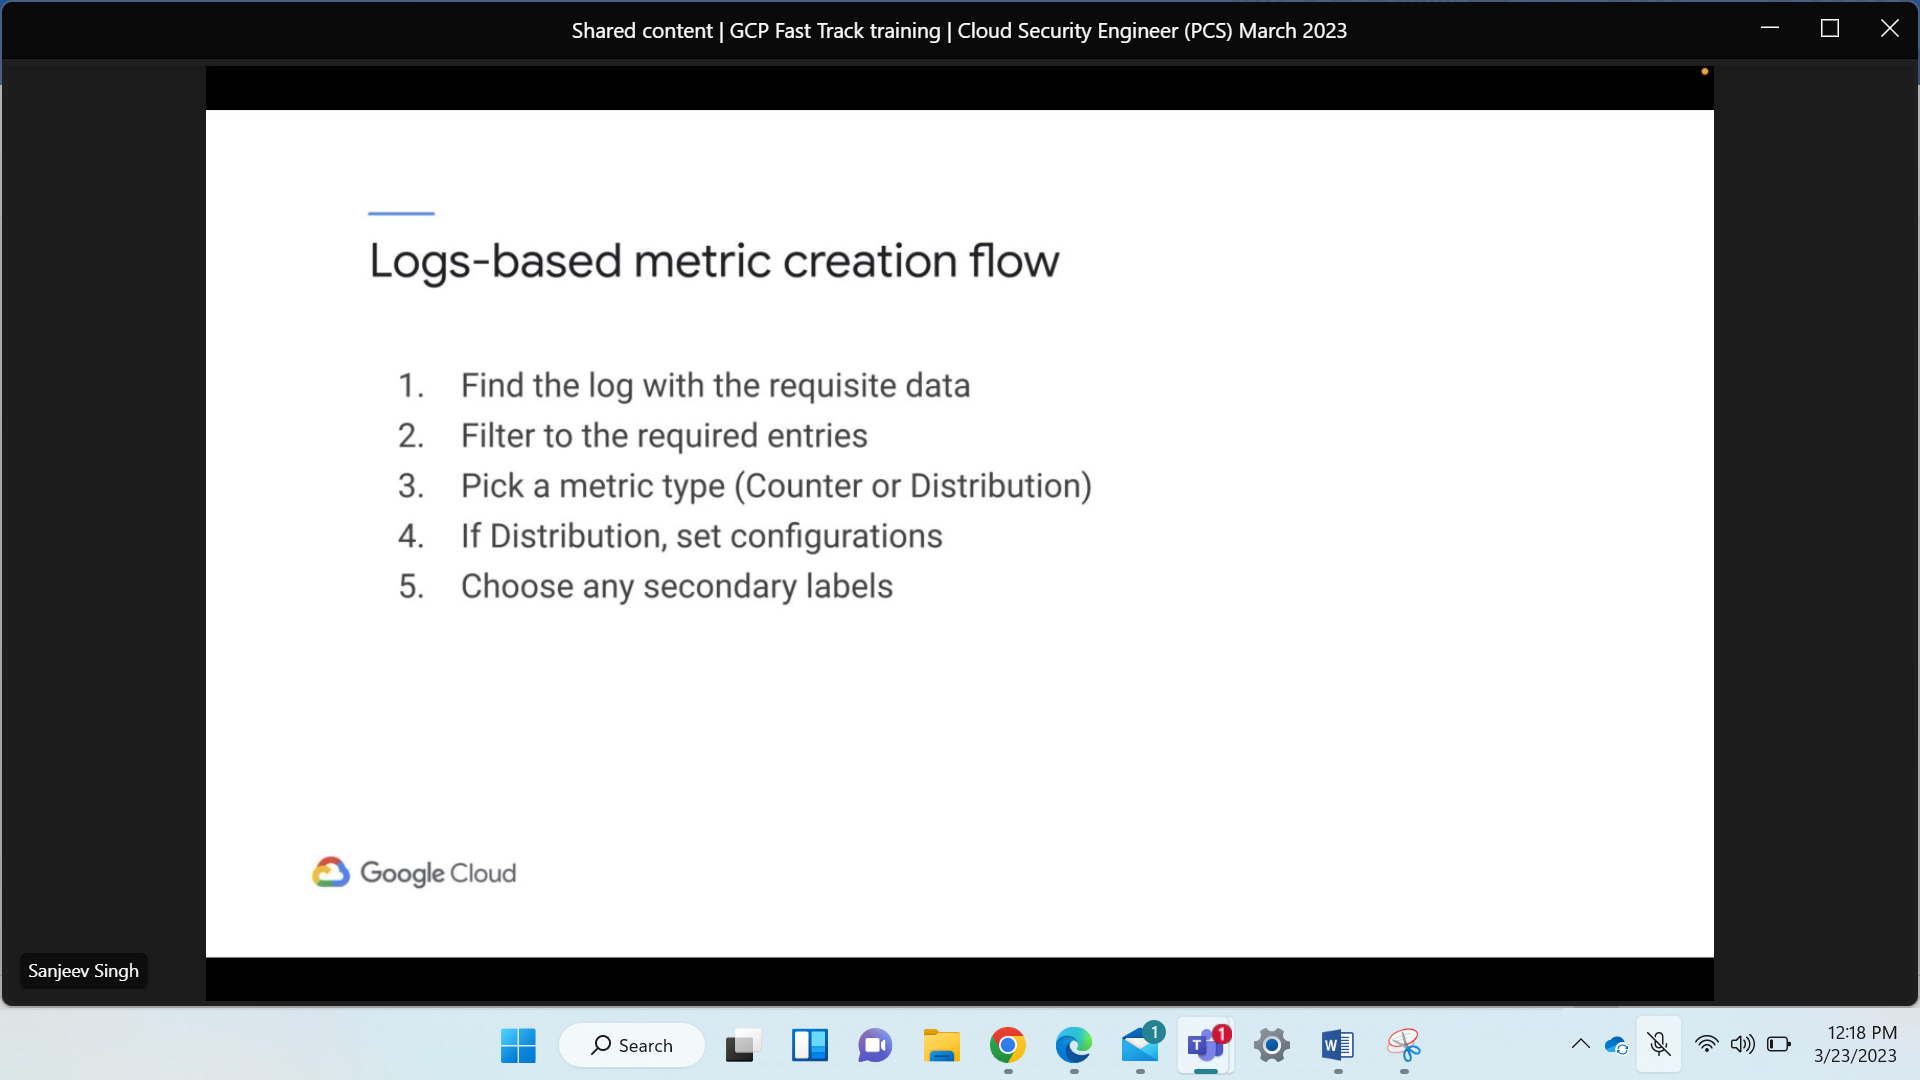 Shared content | GCP Fast Track training | Cloud Security Engineer (PCS) March 2023
Logs-based metric creation flow
1. Find the log with the requisite data
2. Filter to the required entries
3. Pick a metric type (Counter or Distribution)
4. If Distribution, set configurations
5. Choose any secondary labels
Google Cloud
Sanjeev Singh
Search
1
T
1
W
12:18 PM
3/23/2023